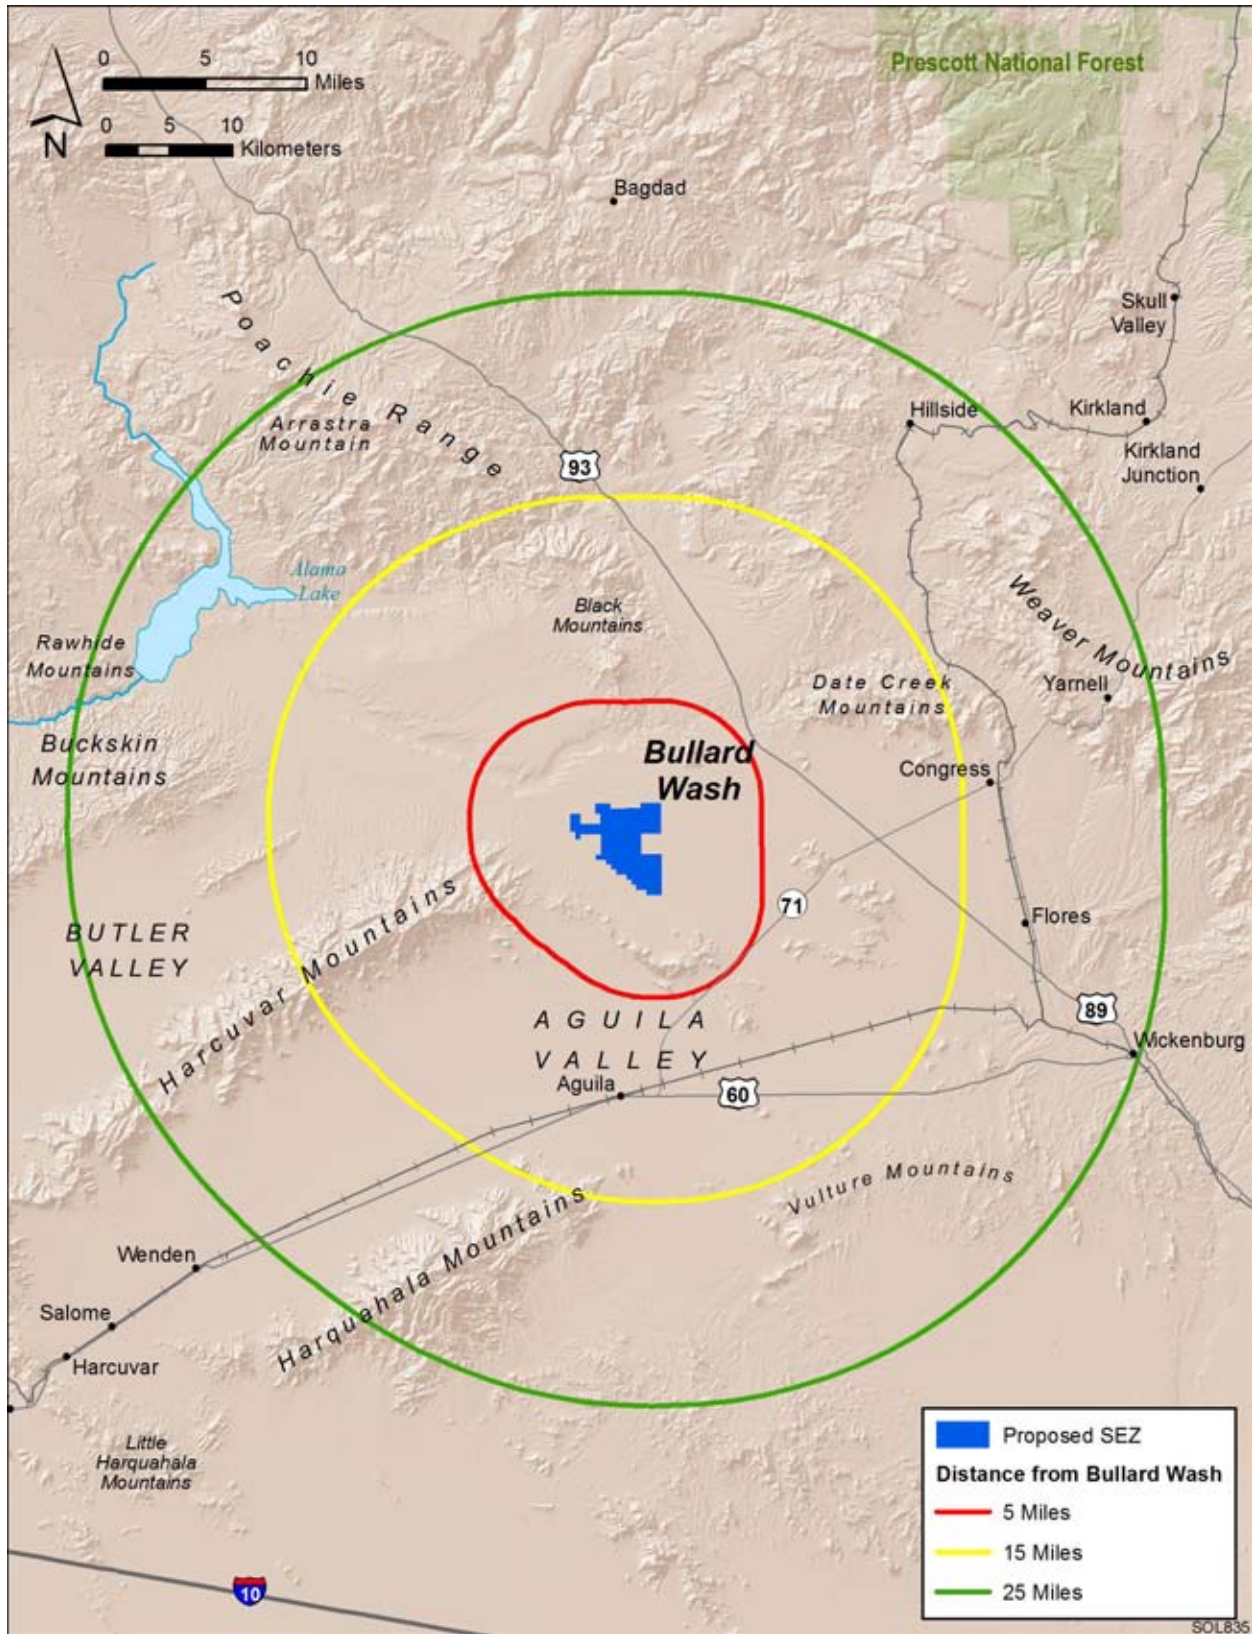 Prescott National Forest
0 5 10
Miles
0 5 10
Kilometers
N
Bagdad
Poachie Range
Skull
Valley
Arrastra
Mountain
Hillside
Kirkland
Kirkland
Junction
93
Alamo
Lake
Black
Mountains
Weaver Mountains
Rawhide
Mountains
Date Creek
Mountains
Yarnell
Buckskin
Mountains
Bullard
Wash
Congress
71
Harcuvar Mountains
BUTLER
VALLEY
Flores
AGUILA
VALLEY
89
Wickenburg
Aguila
60
Vulture Mountains
Harquahala Mountains
Wenden
Salome
Harcuvar
Little
Harquahala
Mountains
10
Proposed SEZ
Distance from Bullard Wash
5 Miles
15 Miles
25 Miles
SOL835